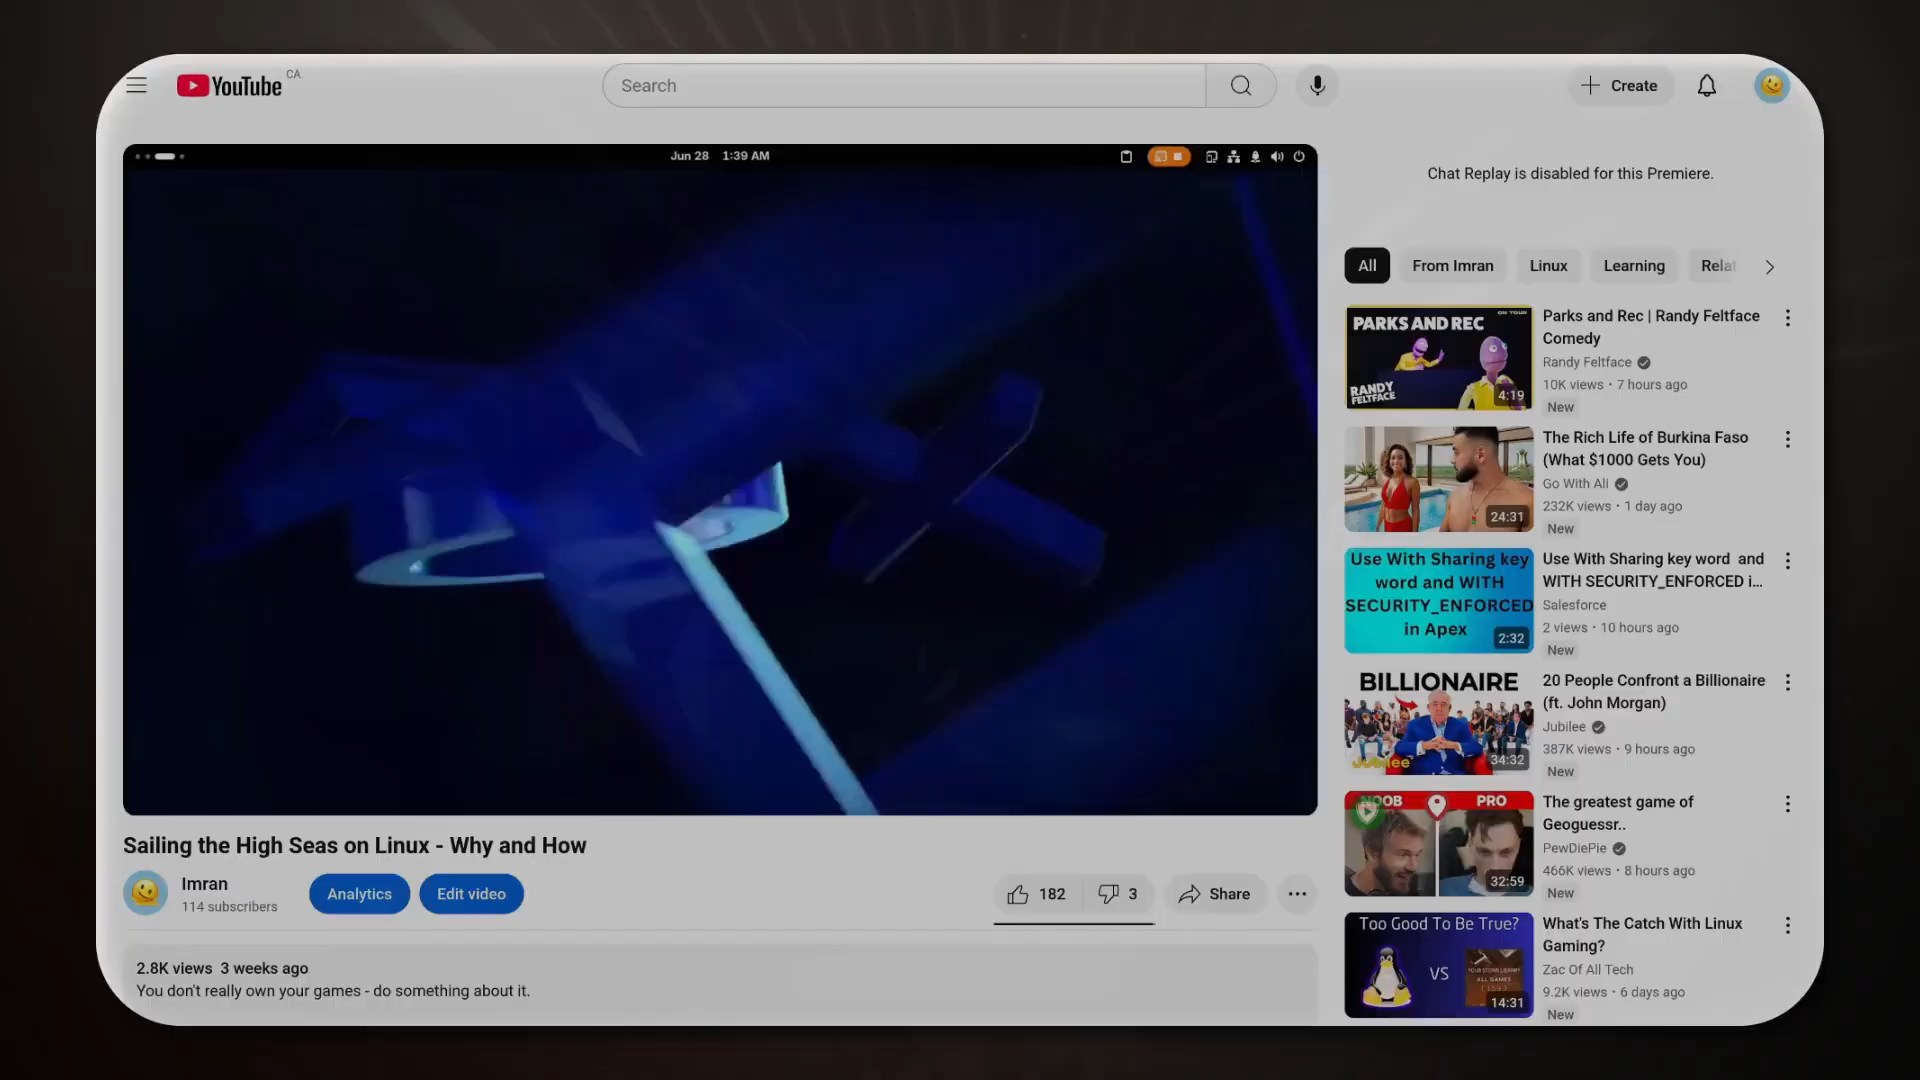 YouTube CA
Search
Create
Jun 28 1:39 AM
Chat Replay is disabled for this Premiere.
All From Imran Linux Learning Rela
PARKS AND REC
ON TOUR
RANDY
FELTFACE
4:19
Parks and Rec | Randy Feltface
Comedy
Randy Feltface
10K views • 7 hours ago
New
24:31
The Rich Life of Burkina Faso
(What $1000 Gets You)
Go With Ali
232K views • 1 day ago
New
Use With Sharing key
word and WITH
SECURITY_ENFORCED
in Apex
2:32
Use With Sharing key word and
WITH SECURITY_ENFORCED i...
Salesforce
2 views • 10 hours ago
New
BILLIONAIRE
Jubilee
34:32
20 People Confront a Billionaire
(ft. John Morgan)
Jubilee
387K views • 9 hours ago
New
NOOB PRO
32:59
The greatest game of
Geoguessr..
PewDiePie
466K views • 8 hours ago
New
Too Good To Be True?
VS
YOUR STEAM LIBRARY
ALL GAMES
14:31
What's The Catch With Linux
Gaming?
Zac Of All Tech
9.2K views • 6 days ago
New
Sailing the High Seas on Linux - Why and How
Imran
114 subscribers
Analytics Edit video
182 3 Share
2.8K views 3 weeks ago
You don't really own your games - do something about it.